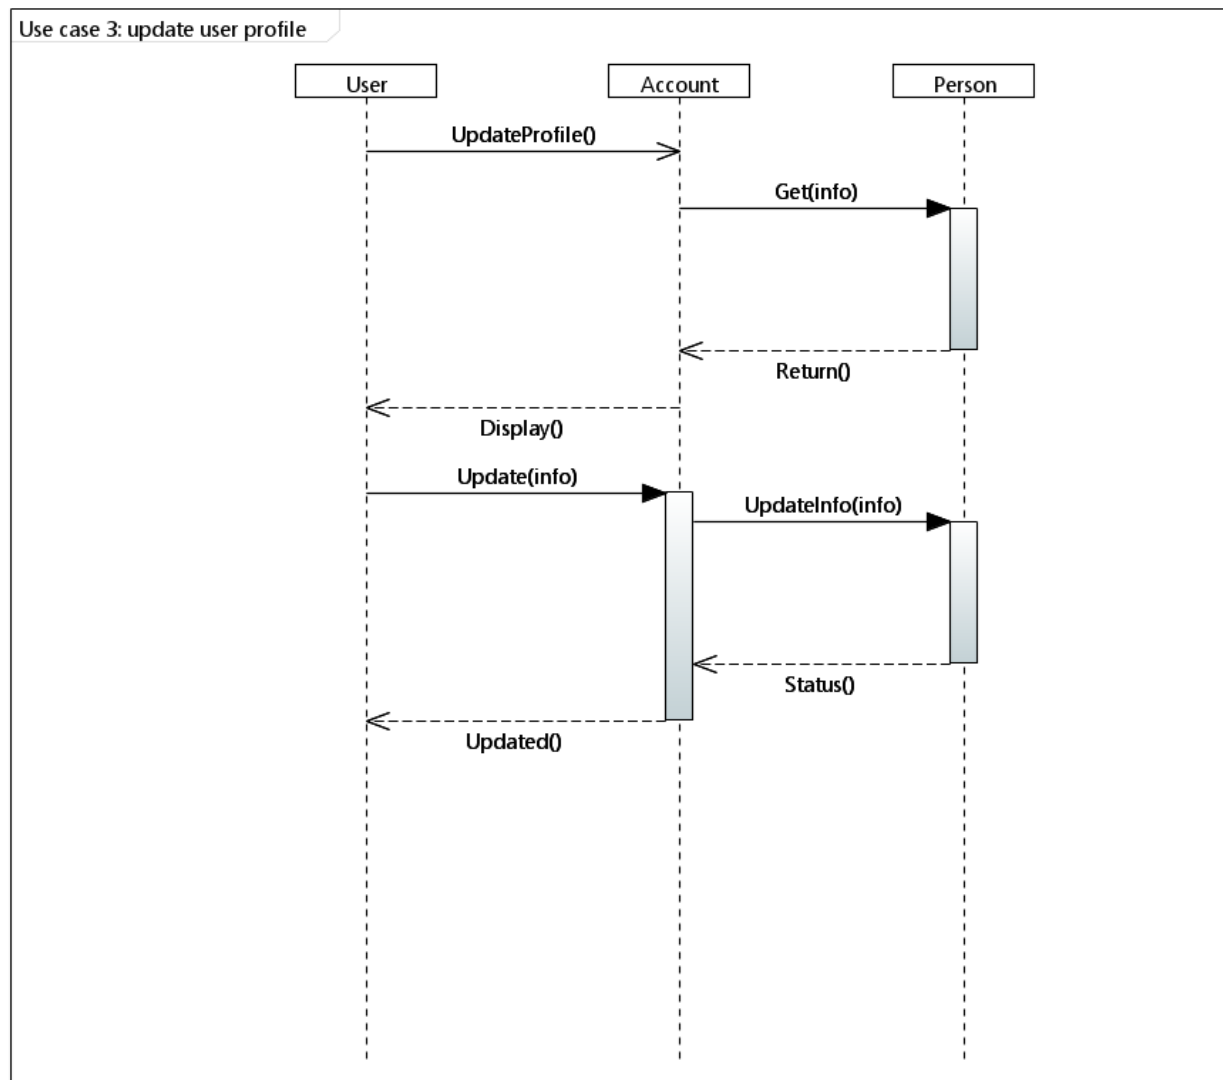 Use case 3: update user profile
User
Account
Person
UpdateProfile()
Get(info)
Return()
Display()
Update(info)
UpdateInfo(info)
Status()
Updated()